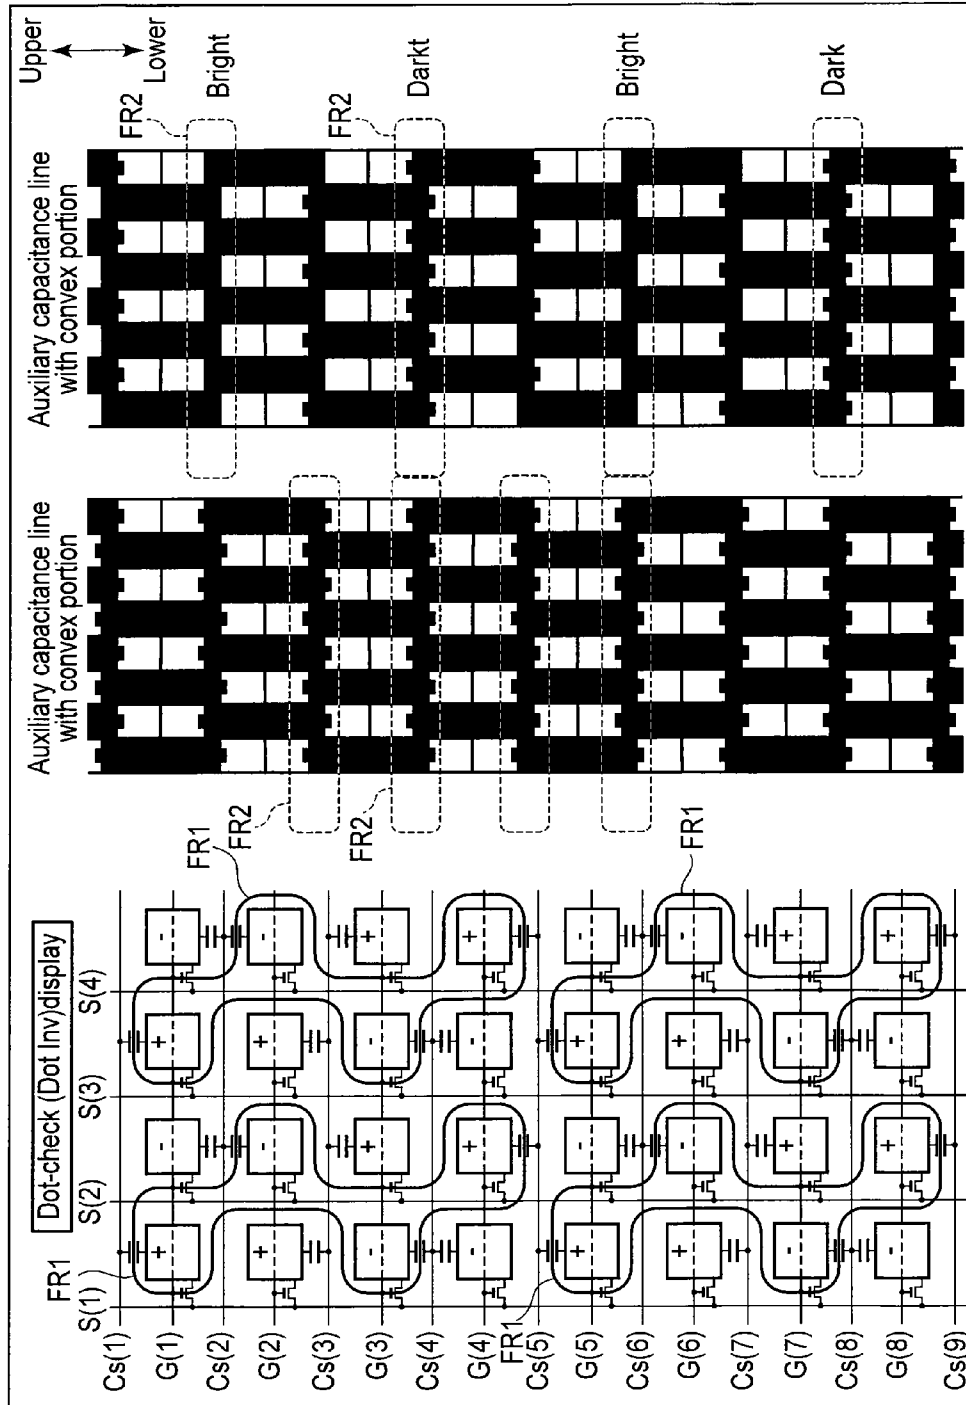 Upper
Lower
Auxiliary capacitance line
with convex portion
Auxiliary capacitance line
with convex portion
FR2
Bright
FR2
Darkt
Bright
Dark
FR2
FR2
FR1
FR1
Dot-check (Dot Inv)display
FR1
FR1
S(1)
S(2)
S(3)
S(4)
Cs(1)
G(1)
Cs(2)
G(2)
Cs(3)
G(3)
Cs(4)
G(4)
Cs(5)
G(5)
Cs(6)
G(6)
Cs(7)
G(7)
Cs(8)
G(8)
Cs(9)
+ - + -
+ - + -
- + - +
- + - +
+ - + -
+ - + -
- + - +
- + - +